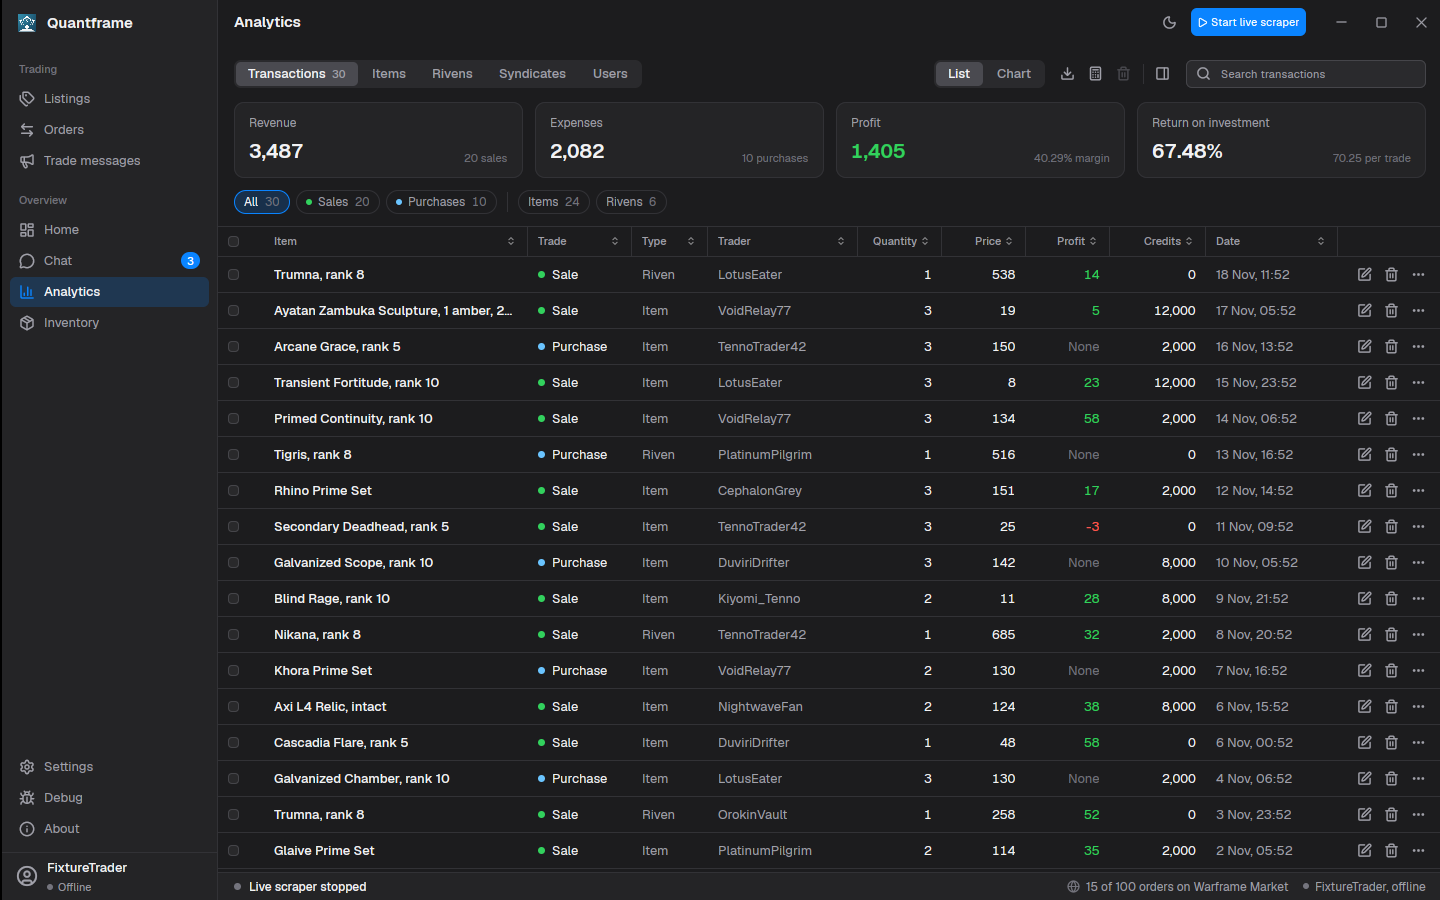 Quantframe
Trading
Listings
Orders
Trade messages
Overview
Home
Chat 3
Analytics
Inventory
Settings
Debug
About
FixtureTrader
Offline
Analytics
Start live scraper
Transactions 30 Items Rivens Syndicates Users
List Chart
Search transactions
Revenue
3,487 20 sales
Expenses
2,082 10 purchases
Profit
1,405 40.29% margin
Return on investment
67.48% 70.25 per trade
All 30 Sales 20 Purchases 10 Items 24 Rivens 6
Item Trade Type Trader Quantity Price Profit Credits Date
Trumna, rank 8 Sale Riven LotusEater 1 538 14 0 18 Nov, 11:52
Ayatan Zambuka Sculpture, 1 amber, 2... Sale Item VoidRelay77 3 19 5 12,000 17 Nov, 05:52
Arcane Grace, rank 5 Purchase Item TennoTrader42 3 150 None 2,000 16 Nov, 13:52
Transient Fortitude, rank 10 Sale Item LotusEater 3 8 23 12,000 15 Nov, 23:52
Primed Continuity, rank 10 Sale Item VoidRelay77 3 134 58 2,000 14 Nov, 06:52
Tigris, rank 8 Purchase Riven PlatinumPilgrim 1 516 None 0 13 Nov, 16:52
Rhino Prime Set Sale Item CephalonGrey 3 151 17 2,000 12 Nov, 14:52
Secondary Deadhead, rank 5 Sale Item TennoTrader42 3 25 -3 0 11 Nov, 09:52
Galvanized Scope, rank 10 Purchase Item DuviriDrifter 3 142 None 8,000 10 Nov, 05:52
Blind Rage, rank 10 Sale Item Kiyomi_Tenno 2 11 28 8,000 9 Nov, 21:52
Nikana, rank 8 Sale Riven TennoTrader42 1 685 32 2,000 8 Nov, 20:52
Khora Prime Set Purchase Item VoidRelay77 2 130 None 2,000 7 Nov, 16:52
Axi L4 Relic, intact Sale Item NightwaveFan 2 124 38 8,000 6 Nov, 15:52
Cascadia Flare, rank 5 Sale Item DuviriDrifter 1 48 58 0 6 Nov, 00:52
Galvanized Chamber, rank 10 Purchase Item LotusEater 3 130 None 2,000 4 Nov, 06:52
Trumna, rank 8 Sale Riven OrokinVault 1 258 52 0 3 Nov, 23:52
Glaive Prime Set Sale Item PlatinumPilgrim 2 114 35 2,000 2 Nov, 05:52
Live scraper stopped
15 of 100 orders on Warframe Market
FixtureTrader, offline